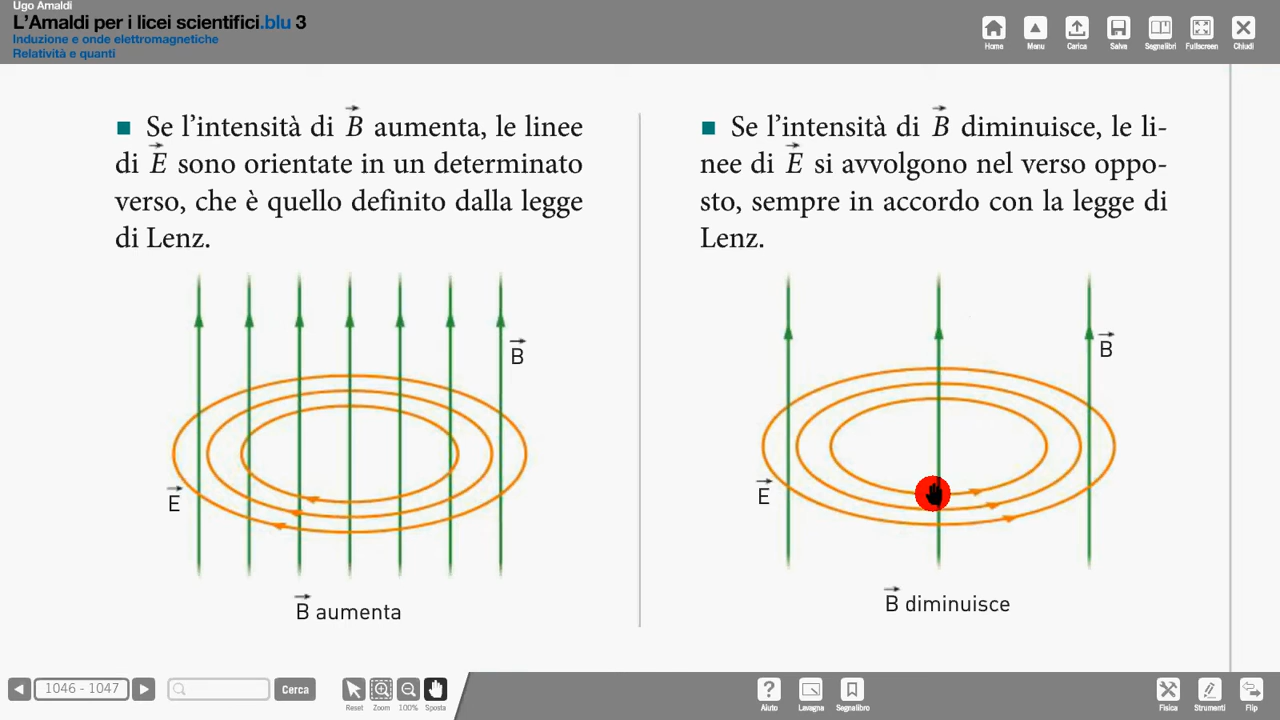 Ugo Amaldi
L'Amaldi per i licei scientifici.blu 3
Induzione e onde elettromagnetiche
Relatività e quanti
Home
Menu
Carica
Salva
Segnalibri
Fullscreen
Chiudi
Se l'intensità di B aumenta, le linee
di E sono orientate in un determinato
verso, che è quello definito dalla legge
di Lenz.
B
E
B aumenta
Se l'intensità di B diminuisce, le li-
nee di E si avvolgono nel verso oppo-
sto, sempre in accordo con la legge di
Lenz.
B
E
B diminuisce
1046 - 1047
Cerca
Reset
Zoom
100%
Sposta
Aiuto
Lavagna
Segnalibro
Fisica
Strumenti
Flip